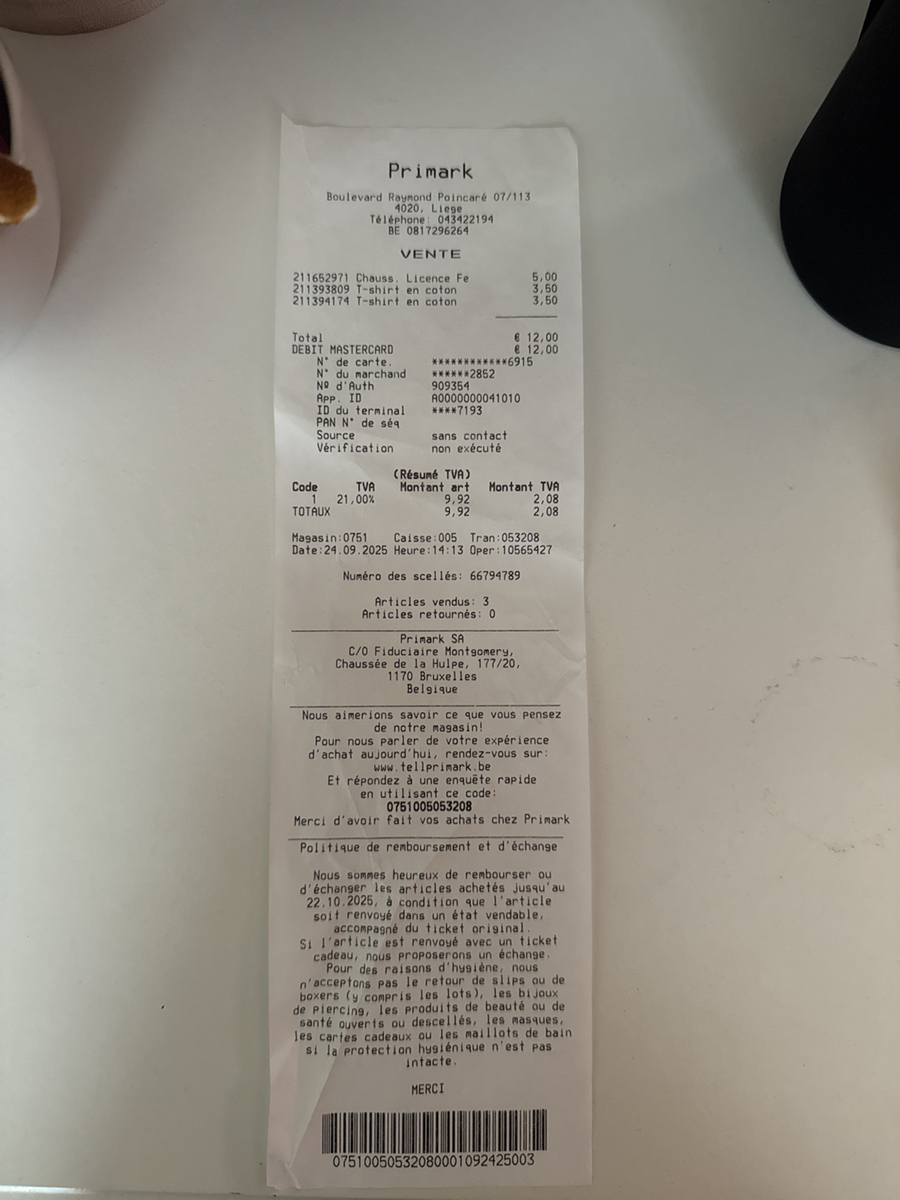 Primark
Boulevard Raymond Poincaré 07/113
4020, Liege
Téléphone: 043422194
BE 0817296264
VENTE
211652971 Chauss. Licence Fe 5,00
211393809 T-shirt en coton 3,50
211394174 T-shirt en coton 3,50
Total € 12,00
DEBIT MASTERCARD € 12,00
N° de carte. ************6915
N° du marchand ******2852
Nº d'Auth 909354
App. ID A0000000041010
ID du terminal ****7193
PAN N° de séq
Source sans contact
Vérification non exécuté
(Résumé TVA)
Code TVA Montant art Montant TVA
1 21,00% 9,92 2,08
TOTAUX 9,92 2,08
Magasin:0751 Caisse:005 Tran:053208
Date:24.09.2025 Heure:14:13 Oper:10565427
Numéro des scellés: 66794789
Articles vendus: 3
Articles retournés: 0
Primark SA
C/O Fiduciaire Montgomery,
Chaussée de la Hulpe, 177/20,
1170 Bruxelles
Belgique
Nous aimerions savoir ce que vous pensez
de notre magasin!
Pour nous parler de votre expérience
d'achat aujourd'hui, rendez-vous sur:
www.tellprimark.be
Et répondez à une enquête rapide
en utilisant ce code:
0751005053208
Merci d'avoir fait vos achats chez Primark
Politique de remboursement et d'échange
Nous sommes heureux de rembourser ou
d'échanger les articles achetés jusqu'au
22.10.2025, à condition que l'article
soit renvoyé dans un état vendable,
accompagné du ticket original.
Si l'article est renvoyé avec un ticket
cadeau, nous proposerons un échange.
Pour des raisons d'hygiène, nous
n'acceptons pas le retour de slips ou de
boxers (y compris les lots), les bijoux
de piercing, les produits de beauté ou de
santé ouverts ou descellés, les masques,
les cartes cadeaux ou les maillots de bain
si la protection hygiénique n'est pas
intacte.
MERCI
07510050532080001092425003